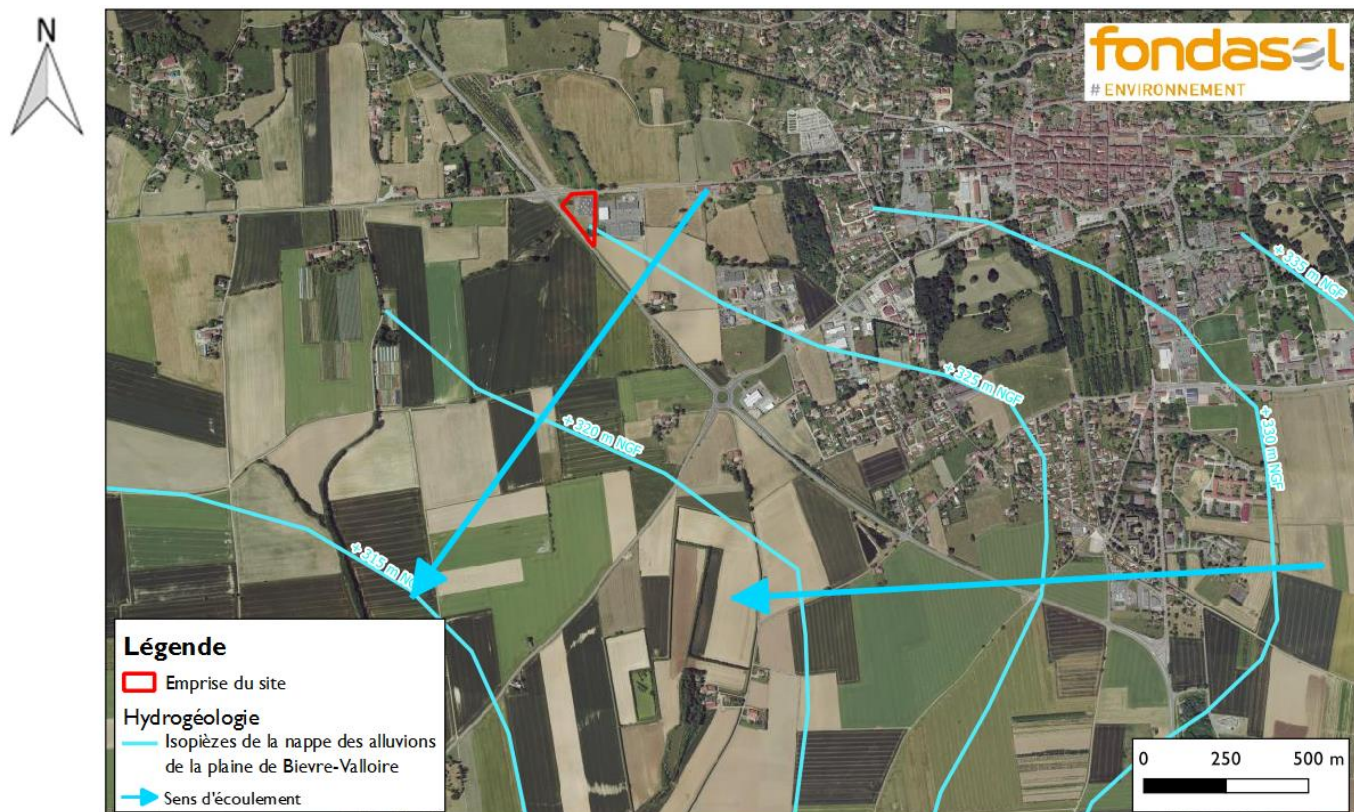 N
fondasol
# ENVIRONNEMENT
+ 335 m NGF
+ 325 m NGF
+ 330 m NGF
+ 320 m NGF
+ 315 m
Légende
Emprise du site
Hydrogéologie
Isopièzes de la nappe des alluvions
de la plaine de Bievre-Valloire
Sens d'écoulement
0 250 500 m